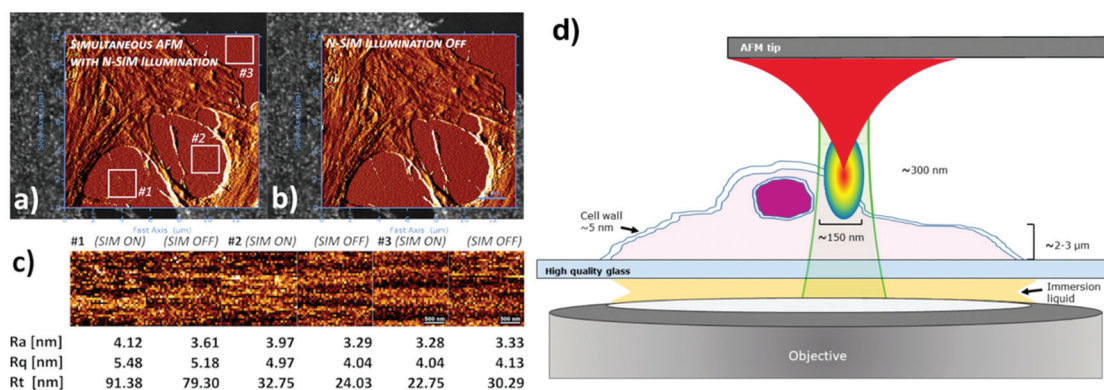 a)
SIMULTANEOUS AFM
WITH N-SIM ILLUMINATION
#1
#2
#3
Fast Axis (µm)
b)
N-SIM ILLUMINATION OFF
Fast Axis (µm)
c)
#1 (SIM ON) (SIM OFF) #2 (SIM ON) (SIM OFF) #3 (SIM ON) (SIM OFF)
500 nm 500 nm
Ra [nm] 4.12 3.61 3.97 3.29 3.28 3.33
Rq [nm] 5.48 5.18 4.97 4.04 4.04 4.13
Rt [nm] 91.38 79.30 32.75 24.03 22.75 30.29
d)
AFM tip
~300 nm
Cell wall
~5 nm
~150 nm
~2-3 µm
High quality glass
Immersion
liquid
Objective